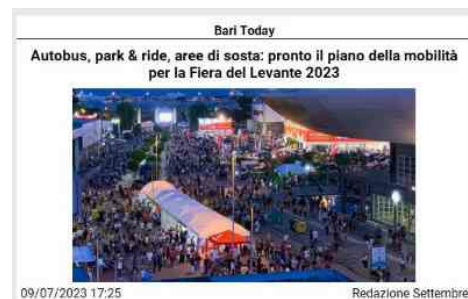 Bari Today
Autobus, park & ride, aree di sosta: pronto il piano della mobilità
per la Fiera del Levante 2023
09/07/2023 17:25
Redazione Settembre